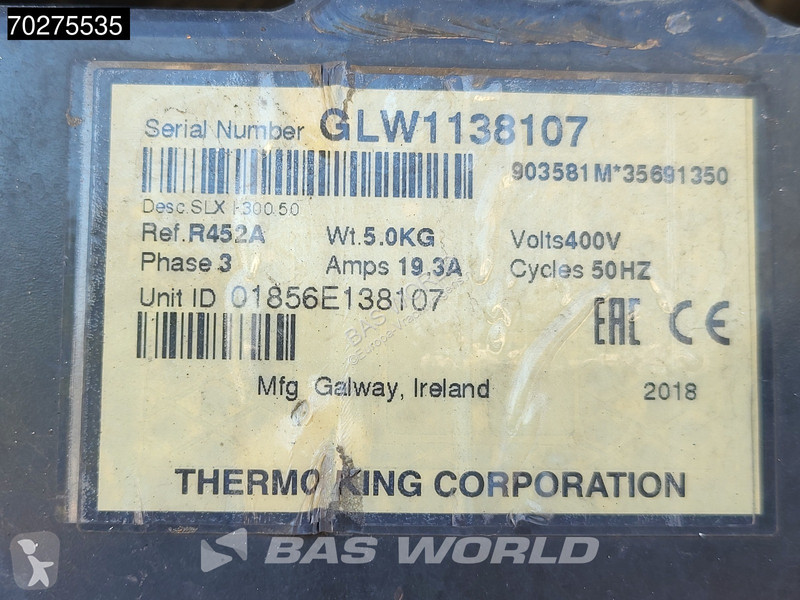 70275535
Serial Number GLW1138107
903581M*35691350
Desc.SLX i-300 50
Ref.R452A Wt.5.0KG Volts400V
Phase 3 Amps 19.3A Cycles 50HZ
Unit ID 01856E138107
EAC CE
Mfg Galway, Ireland 2018
THERMO KING CORPORATION
BAS WORLD